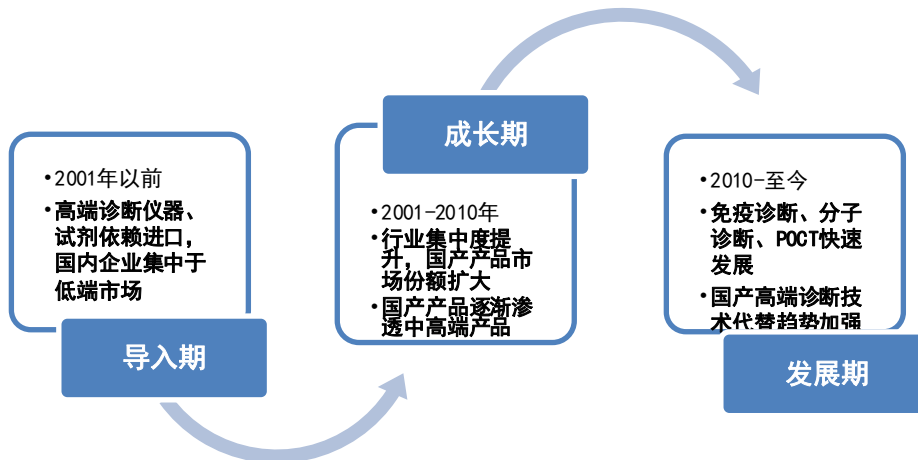 •2001年以前
•高端诊断仪器、
试剂依赖进口，
国内企业集中于
低端市场
导入期
成长期
•2001-2010年
•行业集中度提
升，国产产品市
场份额扩大
•国产产品逐渐渗
透中高端产品
•2010-至今
•免疫诊断、分子
诊断、POCT快速
发展
•国产高端诊断技
术代替趋势加强
发展期